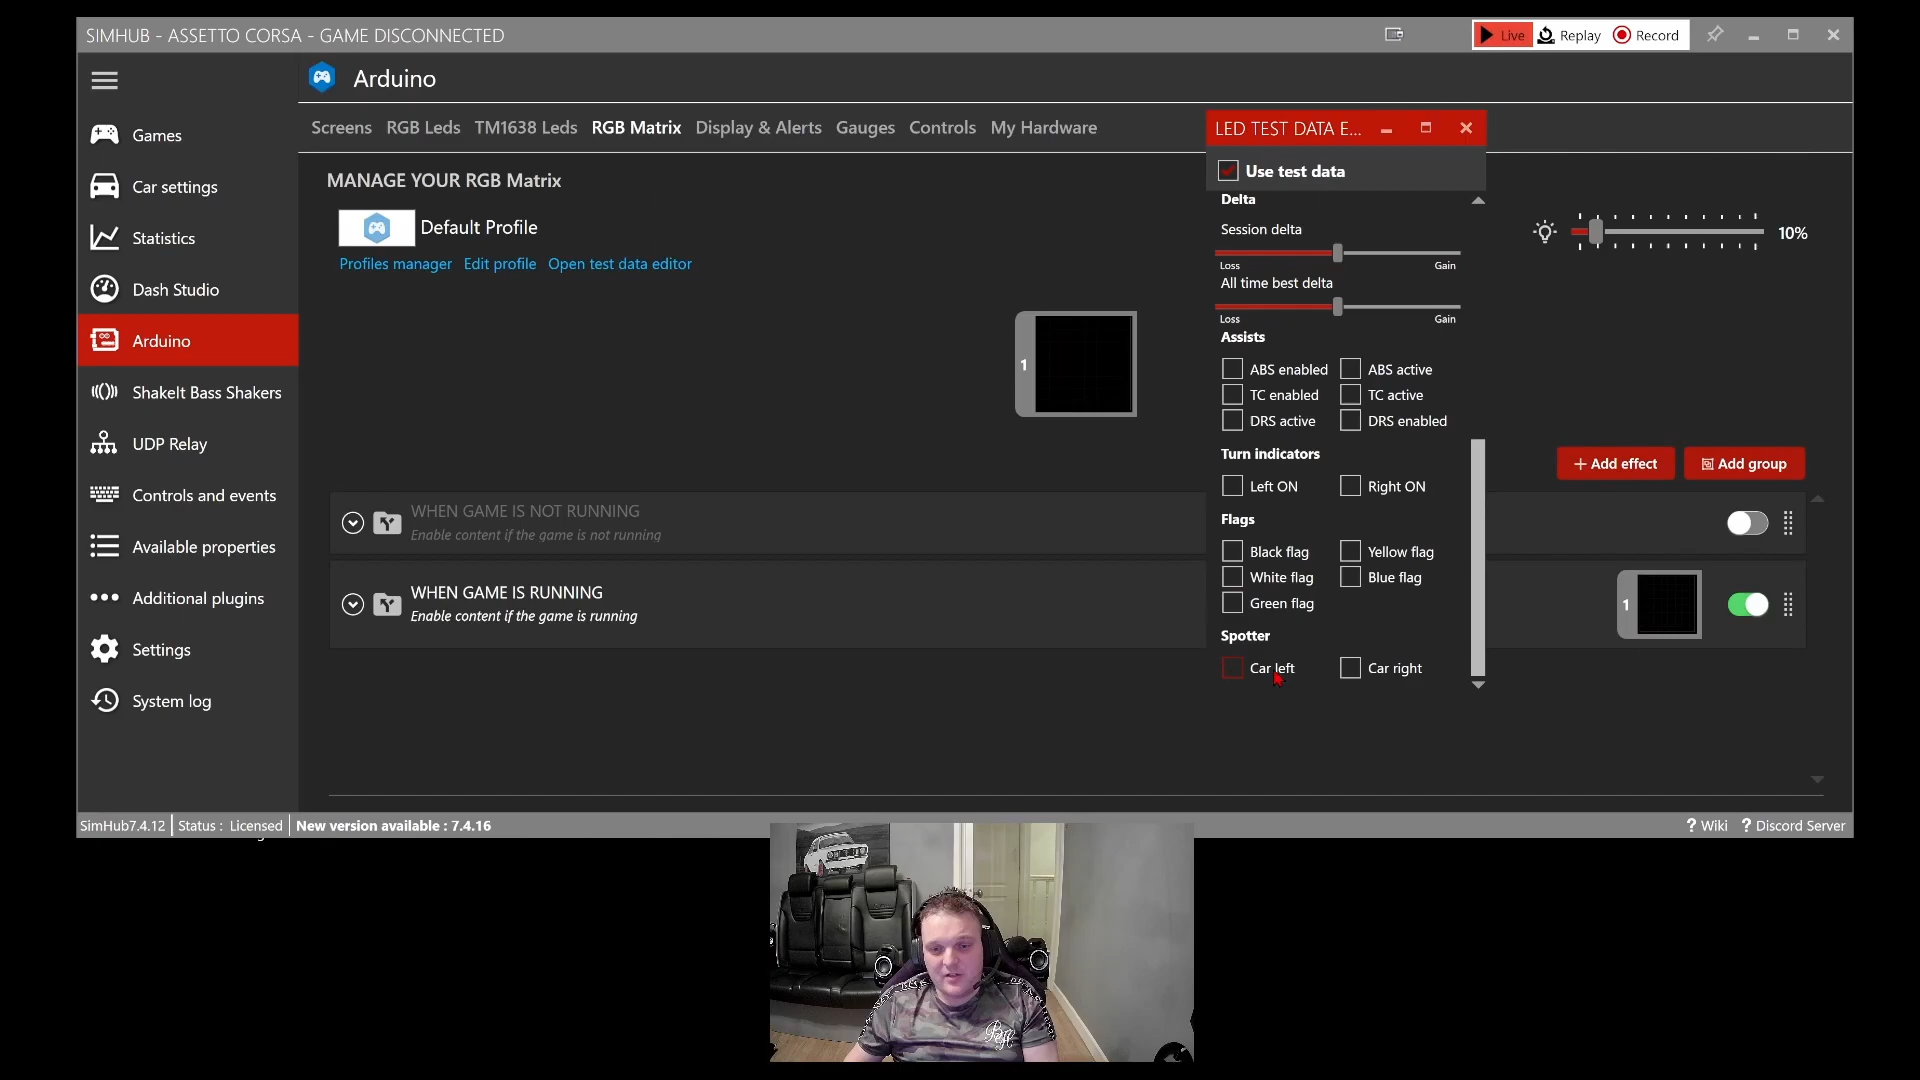 SIMHUB - ASSETTO CORSA - GAME DISCONNECTED
Live
Replay
Record
Arduino
Games
Car settings
Statistics
Dash Studio
Arduino
ShakeIt Bass Shakers
UDP Relay
Controls and events
Available properties
Additional plugins
Settings
System log
Screens
RGB Leds
TM1638 Leds
RGB Matrix
Display & Alerts
Gauges
Controls
My Hardware
MANAGE YOUR RGB Matrix
Default Profile
Profiles manager
Edit profile
Open test data editor
1
10%
Add effect
Add group
WHEN GAME IS NOT RUNNING
Enable content if the game is not running
WHEN GAME IS RUNNING
Enable content if the game is running
1
LED TEST DATA E...
Use test data
Delta
Session delta
Loss
Gain
All time best delta
Loss
Gain
Assists
ABS enabled
ABS active
TC enabled
TC active
DRS active
DRS enabled
Turn indicators
Left ON
Right ON
Flags
Black flag
Yellow flag
White flag
Blue flag
Green flag
Spotter
Car left
Car right
SimHub7.4.12
Status : Licensed
New version available : 7.4.16
? Wiki
? Discord Server